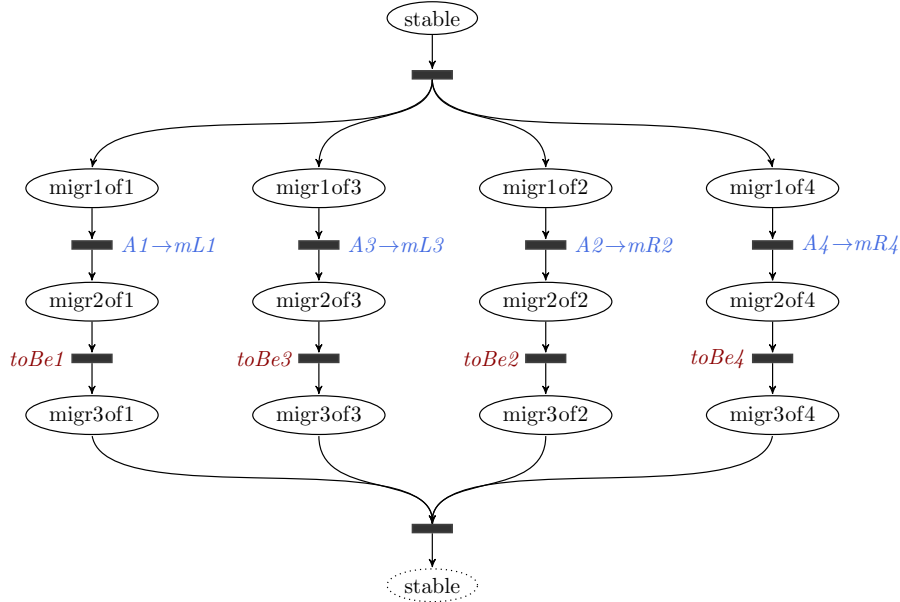 stable
migr1of1 migr1of3 migr1of2 migr1of4
A1→mL1 A3→mL3 A2→mR2 A4→mR4
migr2of1 migr2of3 migr2of2 migr2of4
toBe1 toBe3 toBe2 toBe4
migr3of1 migr3of3 migr3of2 migr3of4
stable